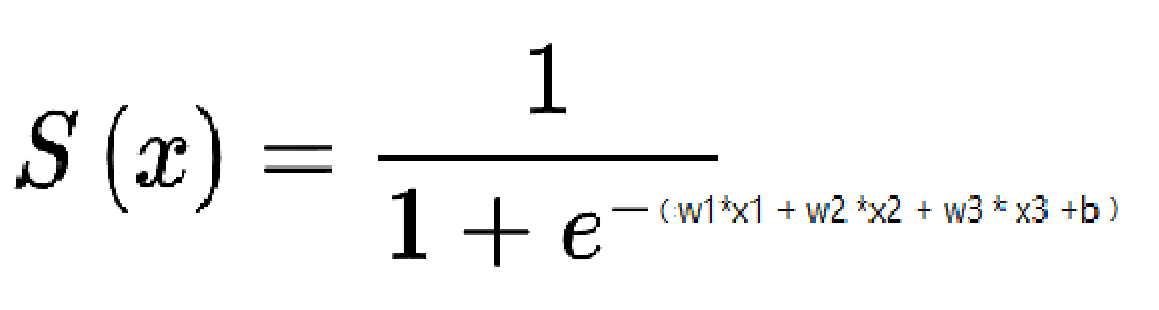 S(x) = 1 / (1 + e^-(w1*x1 + w2*x2 + w3*x3 +b))